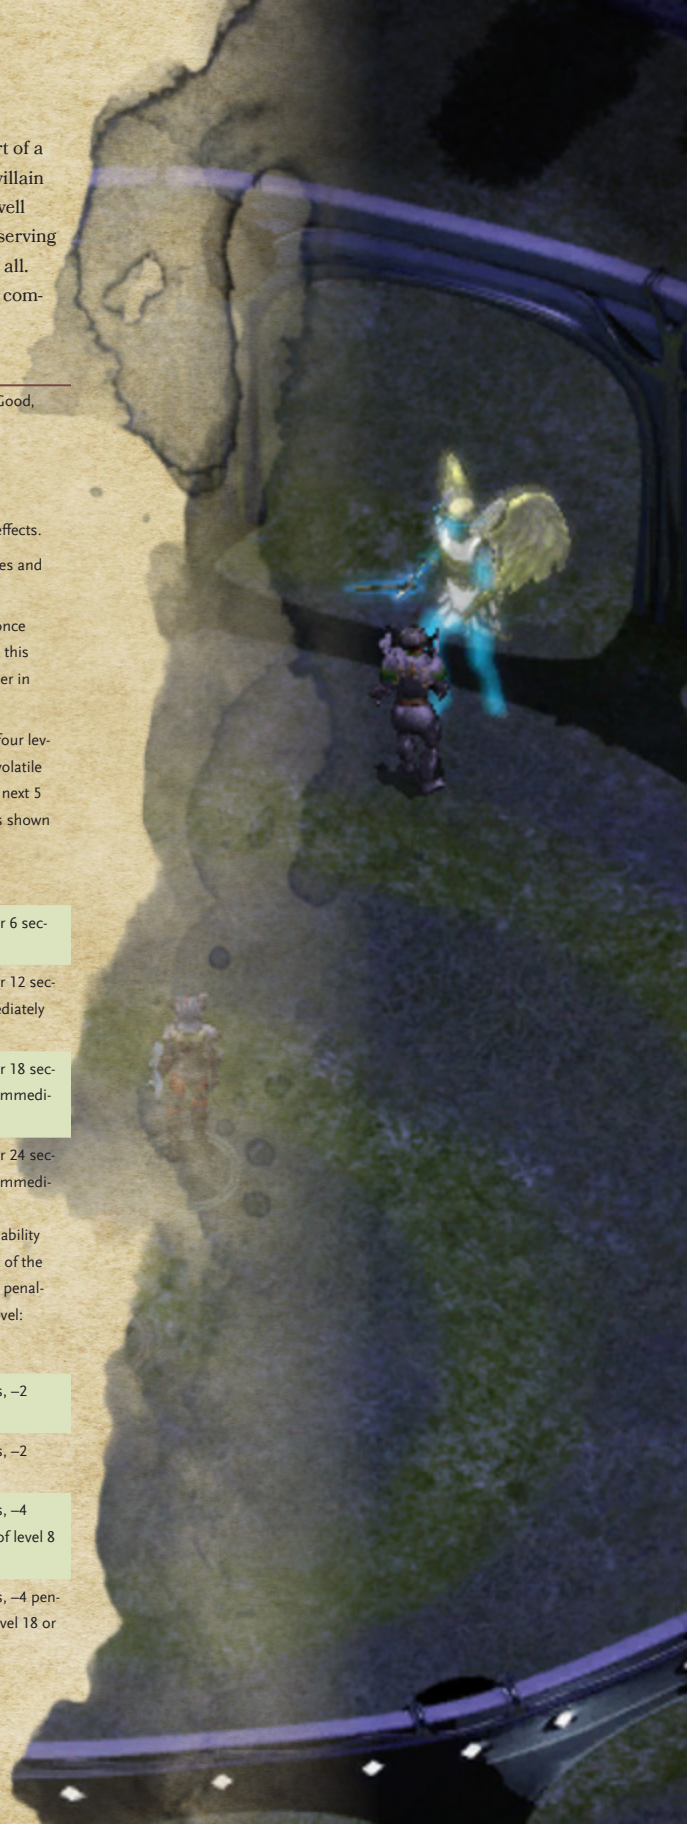 rt of a
villain
well
serving
all.
com-
Good,
effects.
es and
once
this
er in
four lev-
volatile
next 5
s shown
r 6 sec-
r 12 sec-
ediately
r 18 sec-
mmedi-
r 24 sec-
mmedi-
ability
of the
penal-
vel:
s, –2
s, –2
s, –4
of level 8
s, –4 pen-
vel 18 or